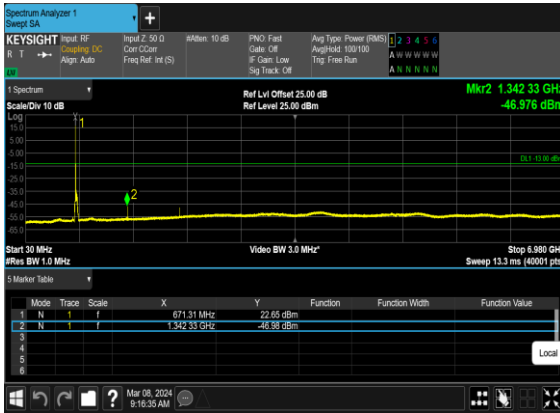 Spectrum Analyzer 1
Swept SA
+
KEYSIGHT Input: RF Input Z: 50 Ω #Atten: 10 dB PNO: Fast Avg Type: Power (RMS) 1 2 3 4 5 6
R T Coupling: DC Corr CCorr Gate: Off Avg|Hold: 100/100 A W W W W W
Align: Auto Freq Ref: Int (S) IF Gain: Low Trig: Free Run
Sig Track: Off A N N N N N
1 Spectrum
Ref Lvl Offset 25.00 dB Mkr2 1.342 33 GHz
Scale/Div 10 dB Ref Level 25.00 dBm -46.976 dBm
Log
15.0
5.00
-5.00
-15.0
-25.0
-35.0
-45.0
-55.0
-65.0
1
2
DL1 -13.00 dBm
Start 30 MHz Video BW 3.0 MHz* Stop 6.980 GH
#Res BW 1.0 MHz Sweep 13.3 ms (40001 pts
5 Marker Table
Mode Trace Scale X Y Function Function Width Function Value
1 N 1 f 671.31 MHz 22.65 dBm
2 N 1 f 1.342 33 GHz -46.98 dBm
3
4
5
6
Local
?
Mar 08, 2024
9:16:35 AM